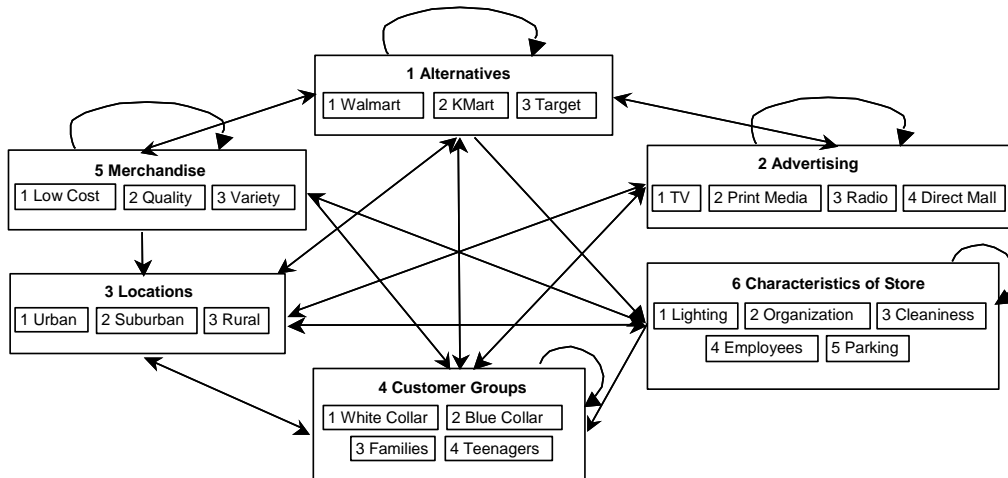 1 Alternatives
1 Walmart 2 KMart 3 Target
5 Merchandise
1 Low Cost 2 Quality 3 Variety
2 Advertising
1 TV 2 Print Media 3 Radio 4 Direct Mall
3 Locations
1 Urban 2 Suburban 3 Rural
6 Characteristics of Store
1 Lighting 2 Organization 3 Cleaniness
4 Employees 5 Parking
4 Customer Groups
1 White Collar 2 Blue Collar
3 Families 4 Teenagers